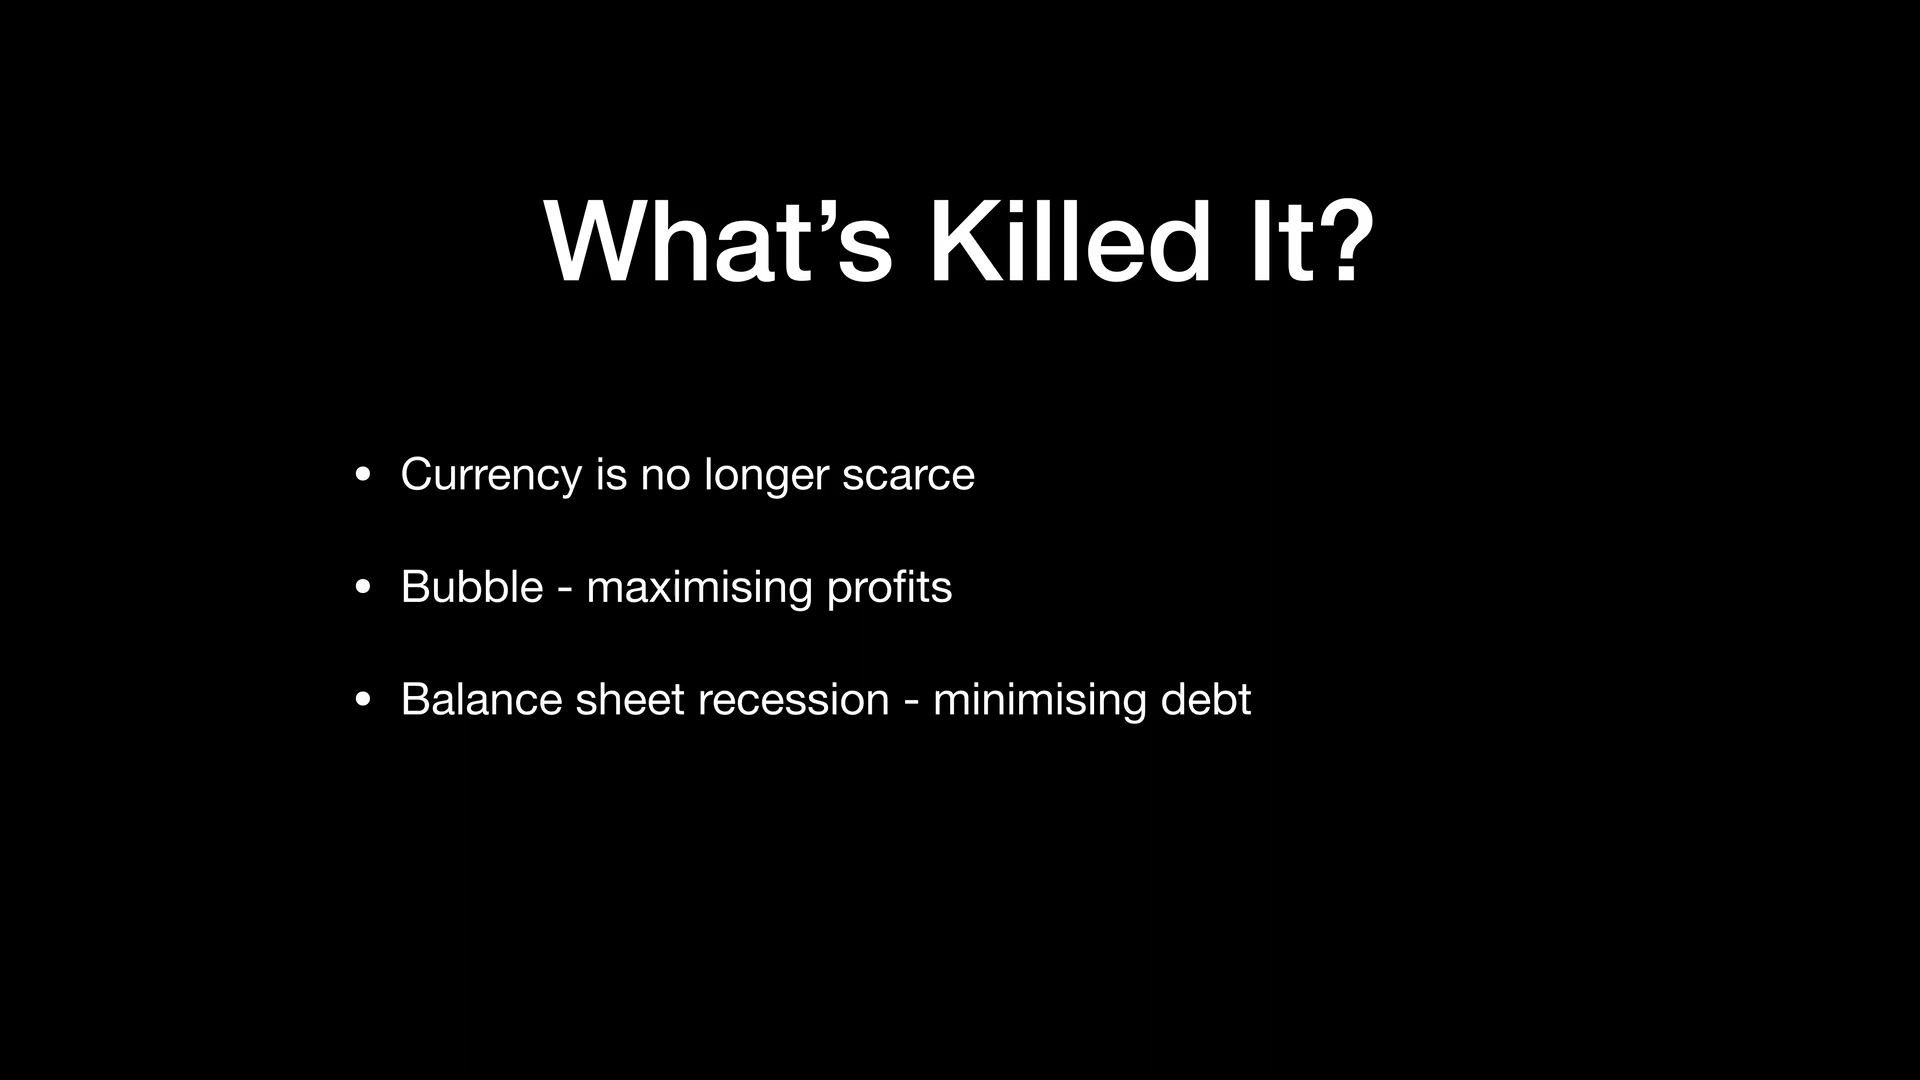 What’s Killed It?
• Currency is no longer scarce
• Bubble - maximising profits
• Balance sheet recession - minimising debt